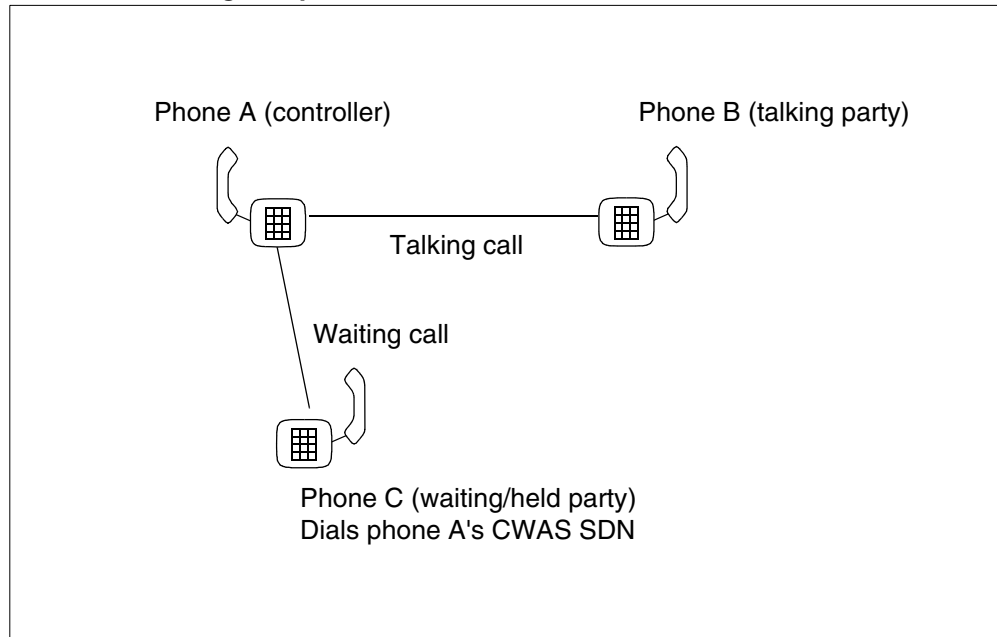 Phone A (controller)
Phone B (talking party)
Talking call
Waiting call
Phone C (waiting/held party)
Dials phone A's CWAS SDN